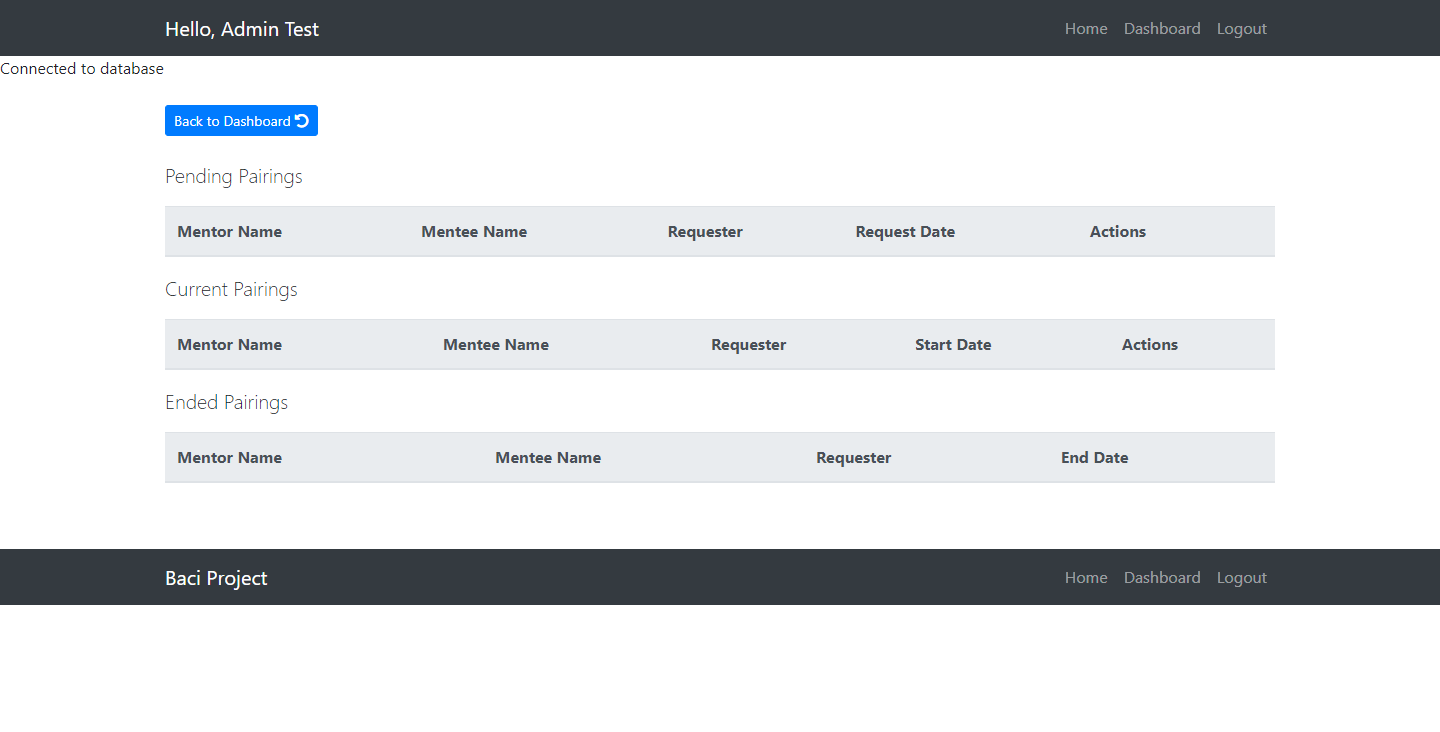 Hello, Admin Test Home Dashboard Logout
Connected to database
Back to Dashboard
Pending Pairings
Mentor Name Mentee Name Requester Request Date Actions
Current Pairings
Mentor Name Mentee Name Requester Start Date Actions
Ended Pairings
Mentor Name Mentee Name Requester End Date
Baci Project Home Dashboard Logout